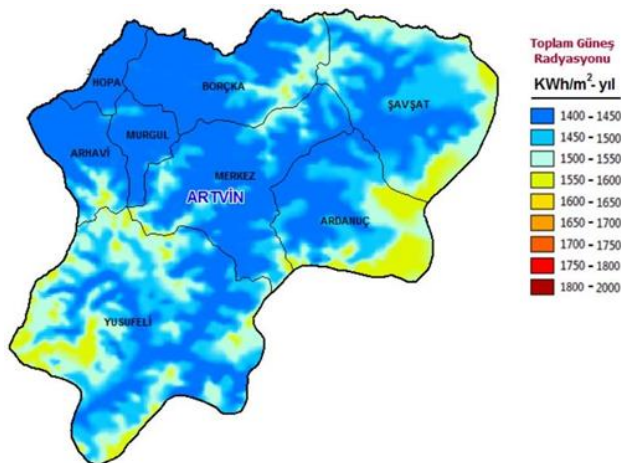 Toplam Güneş
Radyasyonu
KWh/m²- yıl
1400 - 1450
1450 - 1500
1500 - 1550
1550 - 1600
1600 - 1650
1650 - 1700
1700 - 1750
1750 - 1800
1800 - 2000
HOPA
BORÇKA
ŞAVŞAT
MURGUL
ARHAVİ
MERKEZ
ARTVİN
ARDANUÇ
YUSUFELİ